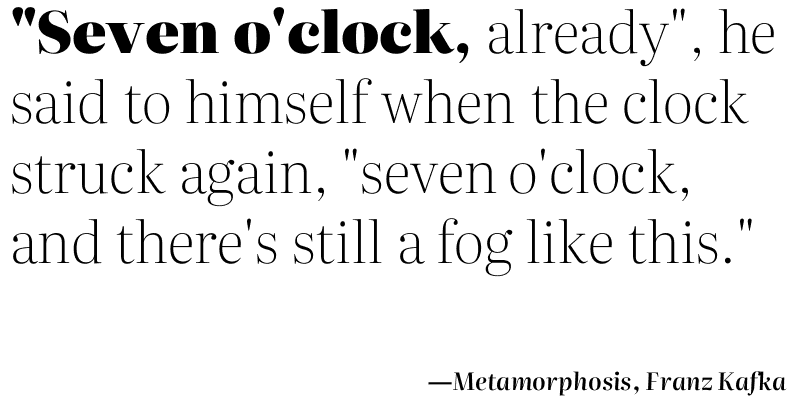 "Seven o'clock, already", he
said to himself when the clock
struck again, "seven o'clock,
and there's still a fog like this."
—Metamorphosis, Franz Kafka